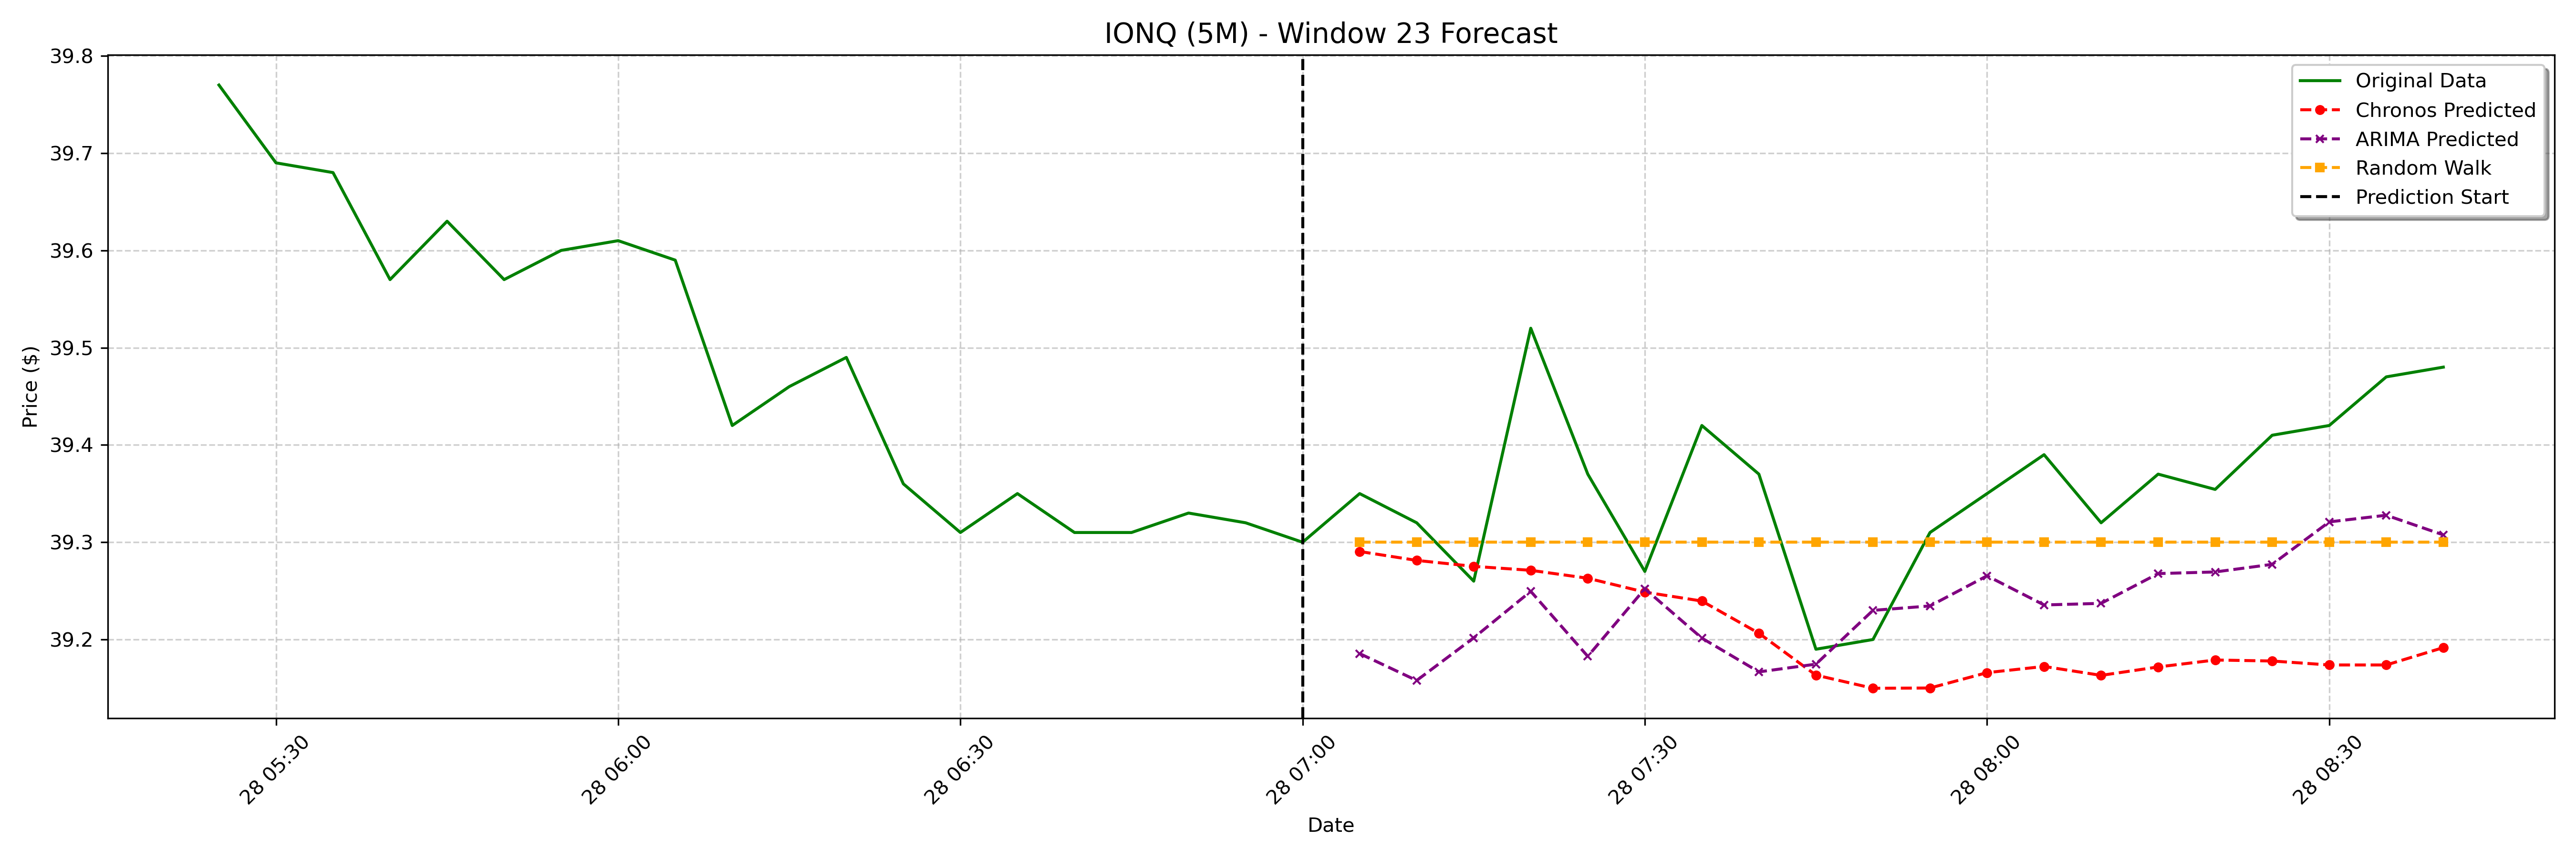 IONQ (5M) - Window 23 Forecast
Price ($)
39.8
39.7
39.6
39.5
39.4
39.3
39.2
Original Data
Chronos Predicted
ARIMA Predicted
Random Walk
Prediction Start
28 05:30
28 06:00
28 06:30
28 07:00
28 07:30
28 08:00
28 08:30
Date